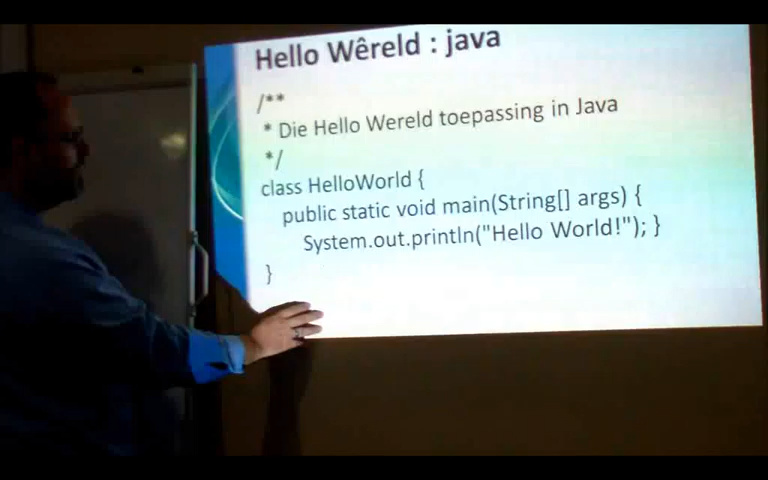 Hello Wêreld : java
/**
* Die Hello Wereld toepassing in Java
*/
class HelloWorld {
public static void main(String[] args) {
System.out.println("Hello World!"); }
}